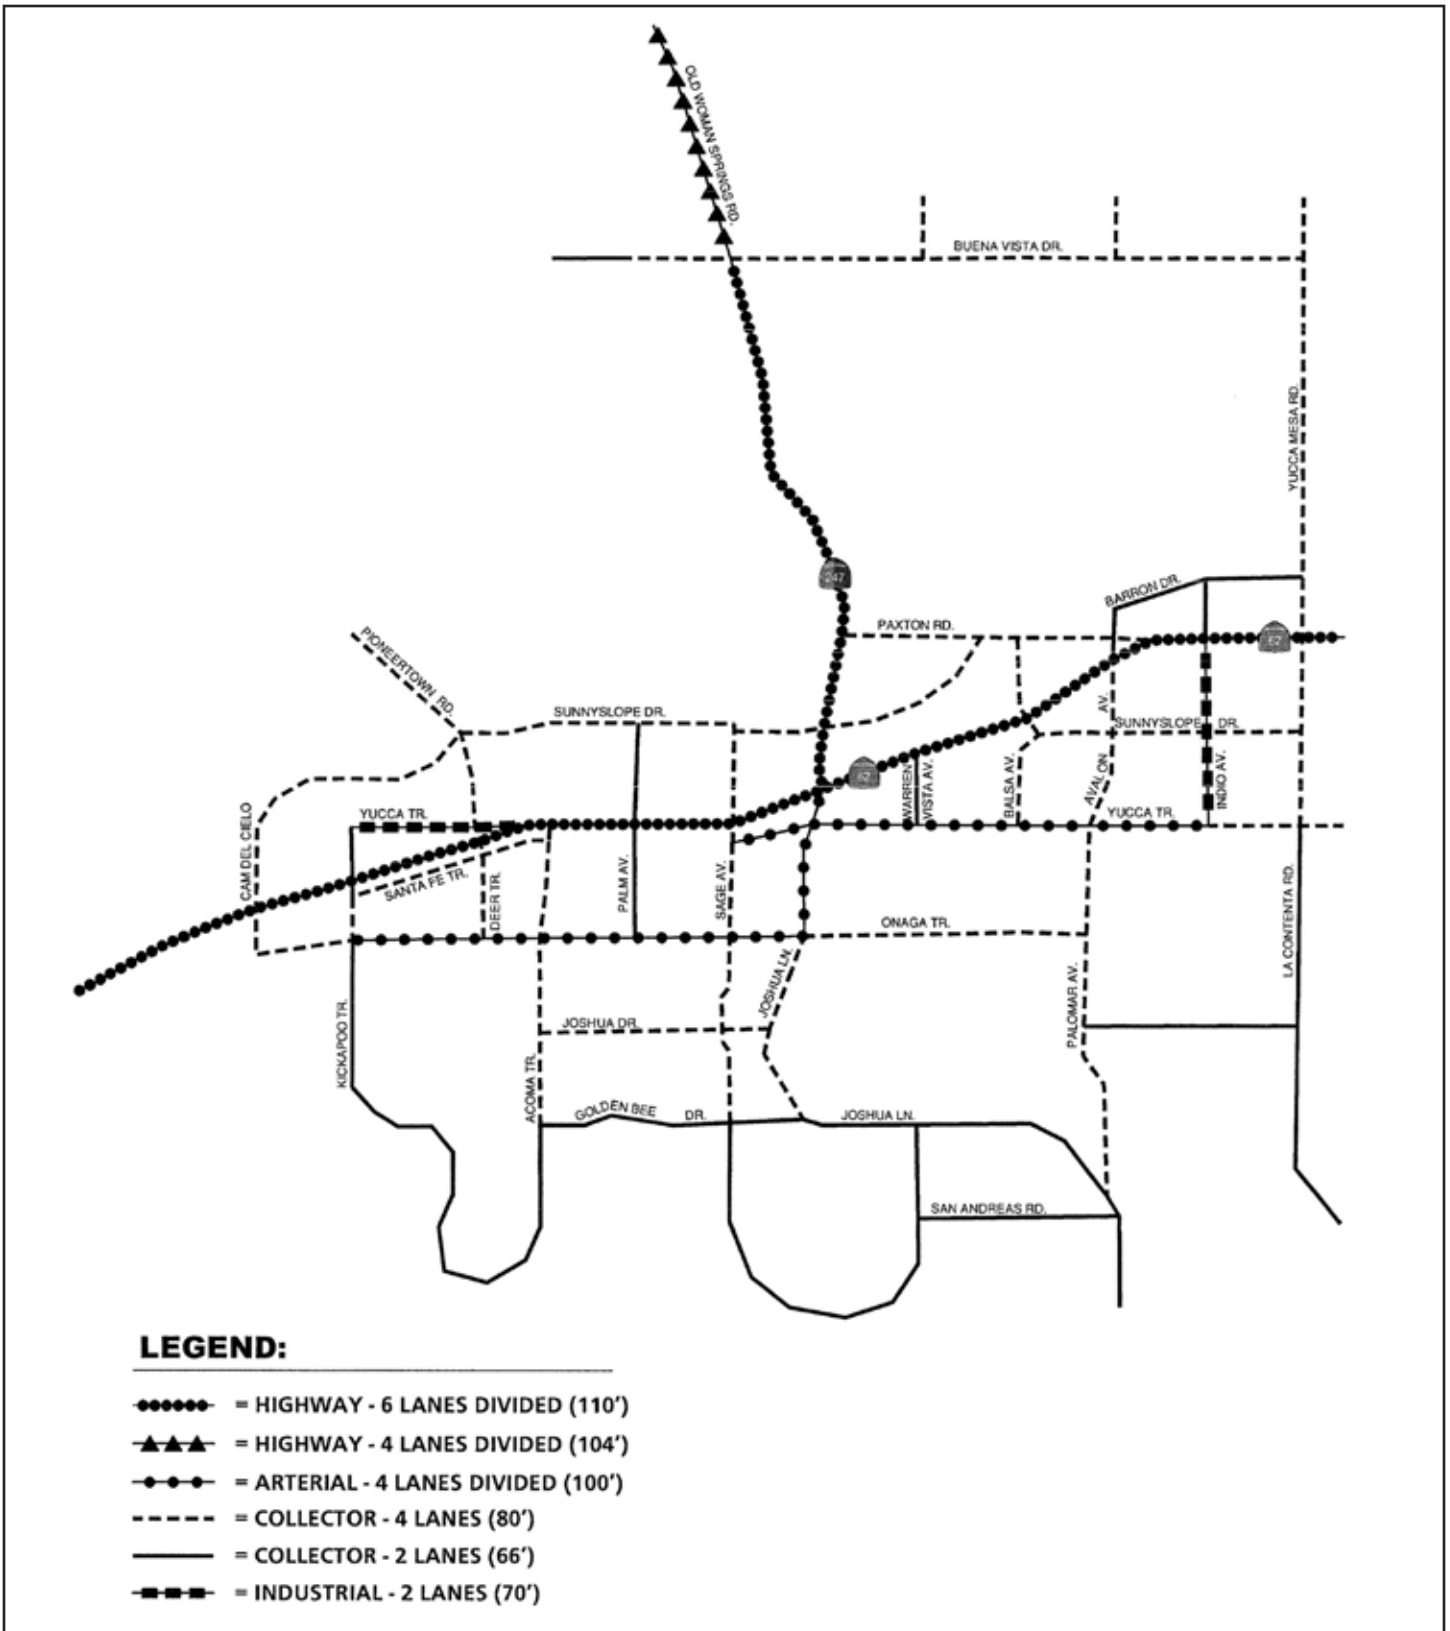 OLD WOMAN SPRINGS RD.
BUENA VISTA DR.
YUCCA MESA RD.
247
BARRON DR.
PAXTON RD.
62
PIONEERTOWN RD.
SUNNYSLOPE DR.
AVALON AV.
SUNNYSLOPE DR.
62
WARREN
VISTA AV.
BALSA AV.
INDIO AV.
CAM DEL CIELO
YUCCA TR.
YUCCA TR.
SANTA FE TR.
DEER TR.
PALM AV.
SAGE AV.
ONAGA TR.
LA CONTENTA RD.
JOSHUA LN.
PALOMAR AV.
KICKAPOO TR.
JOSHUA DR.
ACOMA TR.
GOLDEN BEE DR.
JOSHUA LN.
SAN ANDREAS RD.
LEGEND:
= HIGHWAY - 6 LANES DIVIDED (110')
= HIGHWAY - 4 LANES DIVIDED (104')
= ARTERIAL - 4 LANES DIVIDED (100')
= COLLECTOR - 4 LANES (80')
= COLLECTOR - 2 LANES (66')
= INDUSTRIAL - 2 LANES (70')